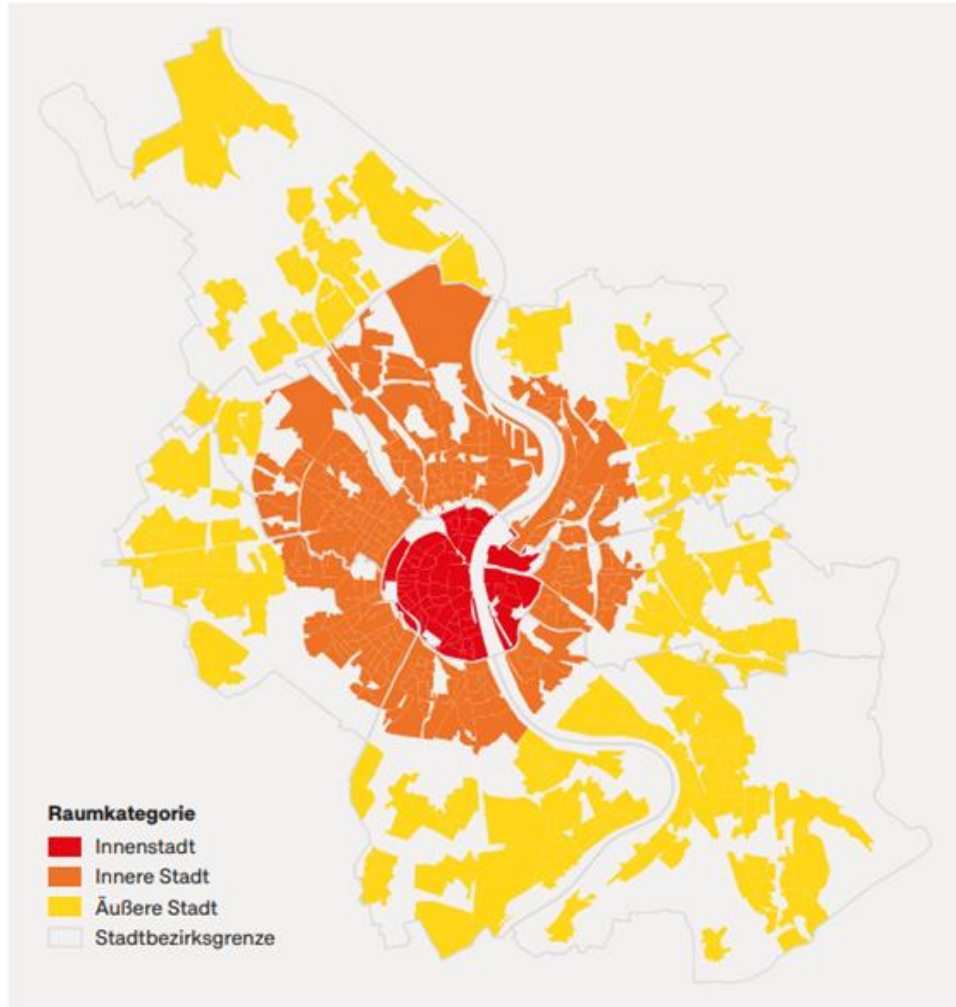 Raumkategorie
Innenstadt
Innere Stadt
Äußere Stadt
Stadtbezirksgrenze